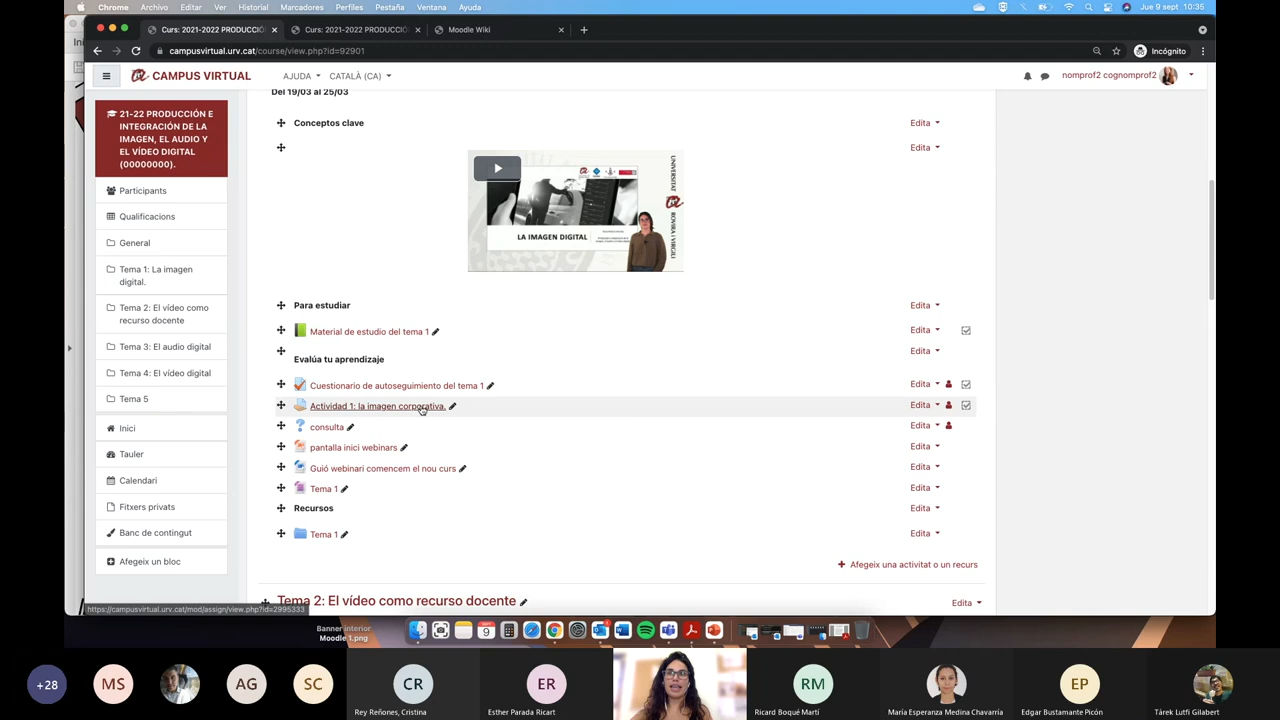 Chrome Archivo Editar Ver Historial Marcadores Perfiles Pestaña Ventana Ayuda
Jue 9 sept 10:35
Curs: 2021-2022 PRODUCCIÓ
Curs: 2021-2022 PRODUCCIÓ
Moodle Wiki
campusvirtual.urv.cat/course/view.php?id=92901
Incógnito
CAMPUS VIRTUAL
AJUDA
CATALÀ (CA)
nomprof2 cognomprof2
21-22 PRODUCCIÓN E
INTEGRACIÓN DE LA
IMAGEN, EL AUDIO Y
EL VÍDEO DIGITAL
(00000000).
Participants
Qualificacions
General
Tema 1: La imagen
digital.
Tema 2: El vídeo como
recurso docente
Tema 3: El audio digital
Tema 4: El vídeo digital
Tema 5
Inici
Tauler
Calendari
Fitxers privats
Banc de contingut
Afegeix un bloc
Del 19/03 al 25/03
Conceptos clave
Edita
Edita
LA IMAGEN DIGITAL
UNIVERSITAT
ROVIRA i VIRGILI
Para estudiar
Edita
Material de estudio del tema 1
Edita
Evalúa tu aprendizaje
Edita
Cuestionario de autoseguimiento del tema 1
Edita
Actividad 1: la imagen corporativa.
Edita
consulta
Edita
pantalla inici webinars
Edita
Guió webinari comencem el nou curs
Edita
Tema 1
Edita
Recursos
Edita
Tema 1
Edita
Afegeix una activitat o un recurs
Tema 2: El vídeo como recurso docente
Edita
https://campusvirtual.urv.cat/mod/assign/view.php?id=2995333
Banner interior
Moodle 1.png
+28
MS
AG
SC
CR
Rey Reñones, Cristina
ER
Esther Parada Ricart
RM
Ricard Boqué Martí
María Esperanza Medina Chavarría
EP
Edgar Bustamante Picón
Tárek Lutfi Gilabert